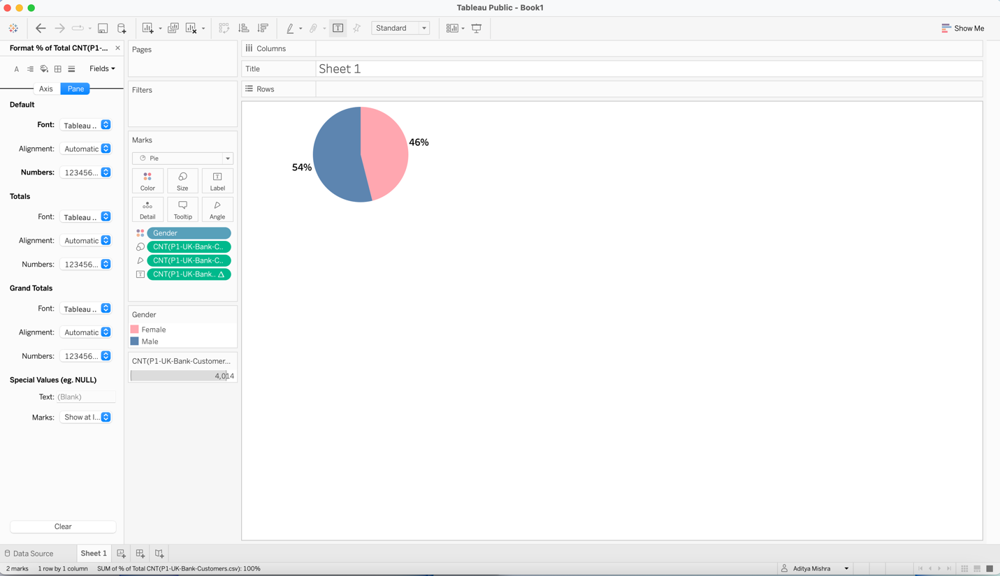 Tableau Public - Book1
Standard
Show Me
Format % of Total CNT(P1-...
Fields
Axis
Pane
Default
Font: Tableau ..
Alignment: Automatic
Numbers: 123456...
Totals
Font: Tableau ..
Alignment: Automatic
Numbers: 123456...
Grand Totals
Font: Tableau ..
Alignment: Automatic
Numbers: 123456...
Special Values (eg. NULL)
Text: (Blank)
Marks: Show at l...
Clear
Pages
Filters
Marks
Pie
Color
Size
Label
Detail
Tooltip
Angle
Gender
CNT(P1-UK-Bank-C..
CNT(P1-UK-Bank-C..
CNT(P1-UK-Bank.. Δ
Gender
Female
Male
CNT(P1-UK-Bank-Customer...
4,014
Columns
Title
Sheet 1
Rows
46%
54%
Data Source
Sheet 1
2 marks
1 row by 1 column
SUM of % of Total CNT(P1-UK-Bank-Customers.csv): 100%
Aditya Mishra